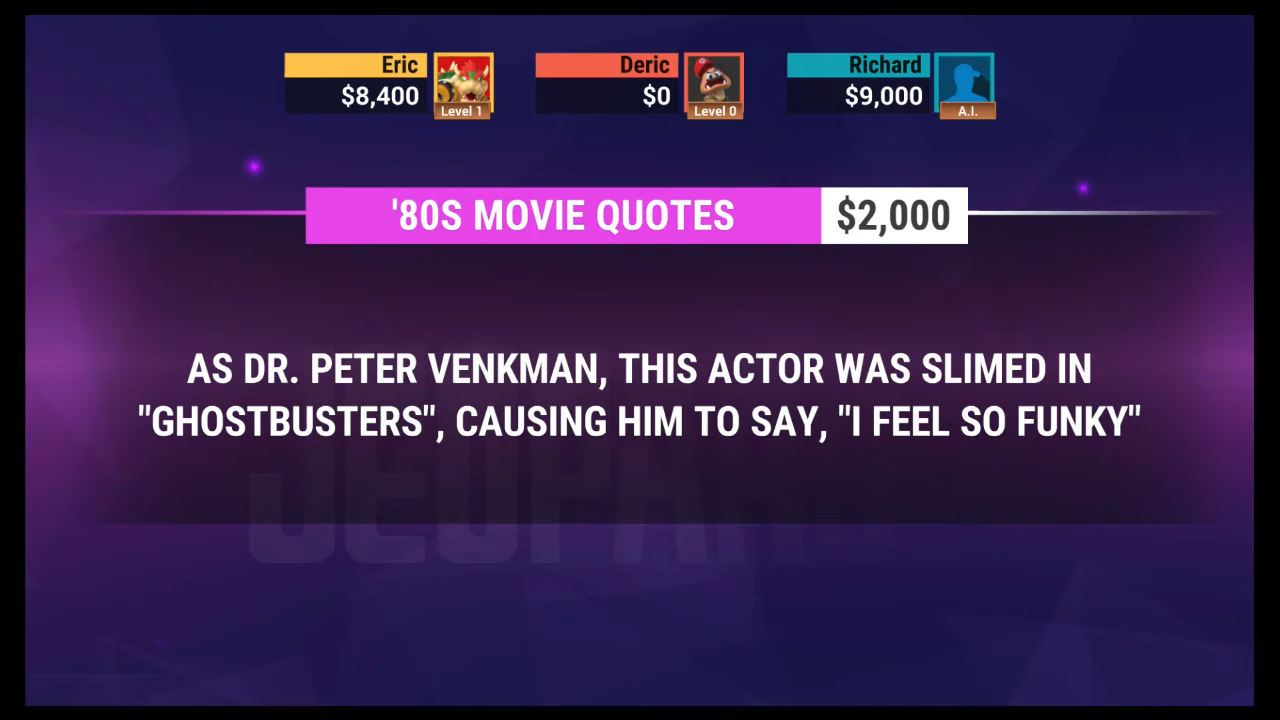 Eric
$8,400
Level 1
Deric
$0
Level 0
Richard
$9,000
A.I.
'80S MOVIE QUOTES
$2,000
AS DR. PETER VENKMAN, THIS ACTOR WAS SLIMED IN
"GHOSTBUSTERS", CAUSING HIM TO SAY, "I FEEL SO FUNKY"
JEOPAR